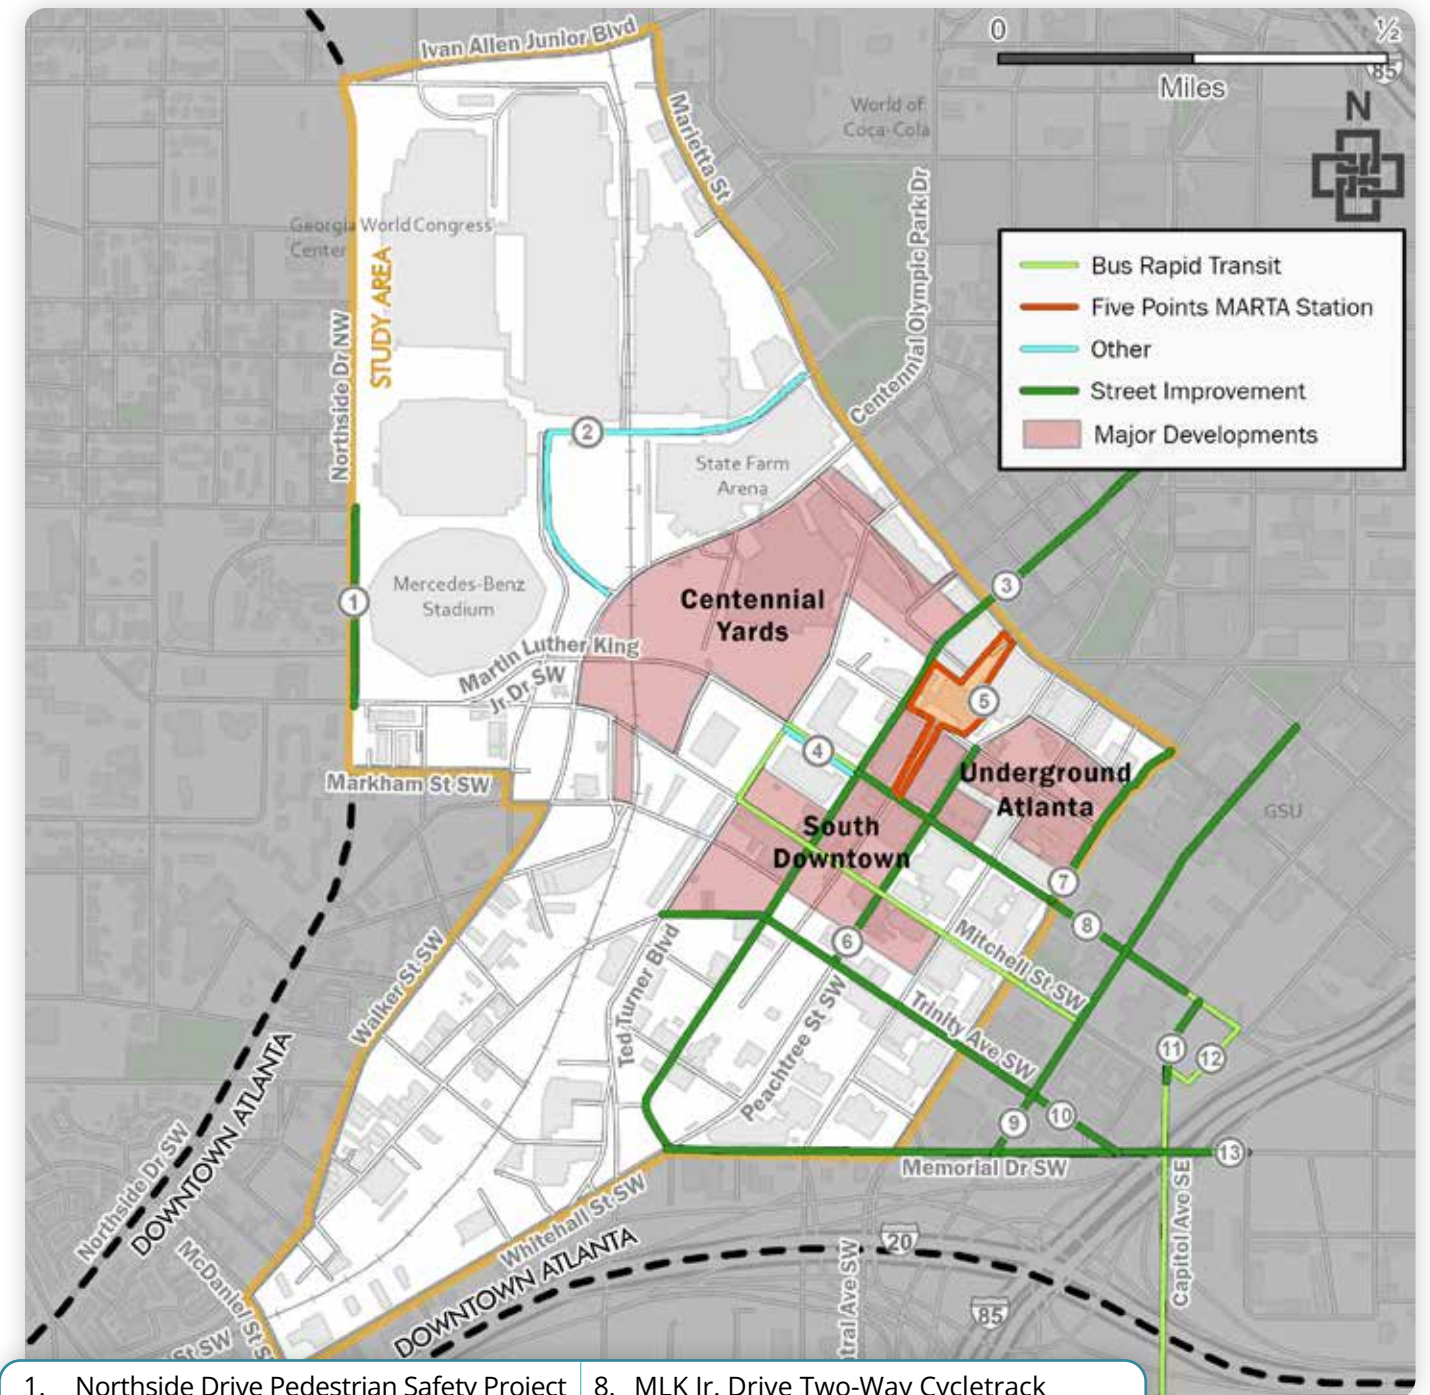 Ivan Allen Junior Blvd
0
½
Miles
85
N
World of
Coca-Cola
Marietta St
Centennial Olympic Park Dr
Georgia World Congress
Center
STUDY AREA
Northside Dr NW
Bus Rapid Transit
Five Points MARTA Station
Other
Street Improvement
Major Developments
2
State Farm
Arena
1
Mercedes-Benz
Stadium
Centennial
Yards
3
Martin Luther King
Jr. Dr SW
5
4
Markham St SW
Underground
Atlanta
GSU
South
Downtown
7
8
6
Mitchell St SW
Walker St SW
Ted Turner Blvd
Peachtree St SW
Trinity Ave SW
11
12
9
10
13
Memorial Dr SW
Northside Dr SW
DOWNTOWN ATLANTA
Whitehall St SW
DOWNTOWN ATLANTA
McDaniel St S
St SW
20
85
tral Ave SW
Capitol Ave SE
1. Northside Drive Pedestrian Safety Project
8. MLK Jr. Drive Two-Way Cycletrack